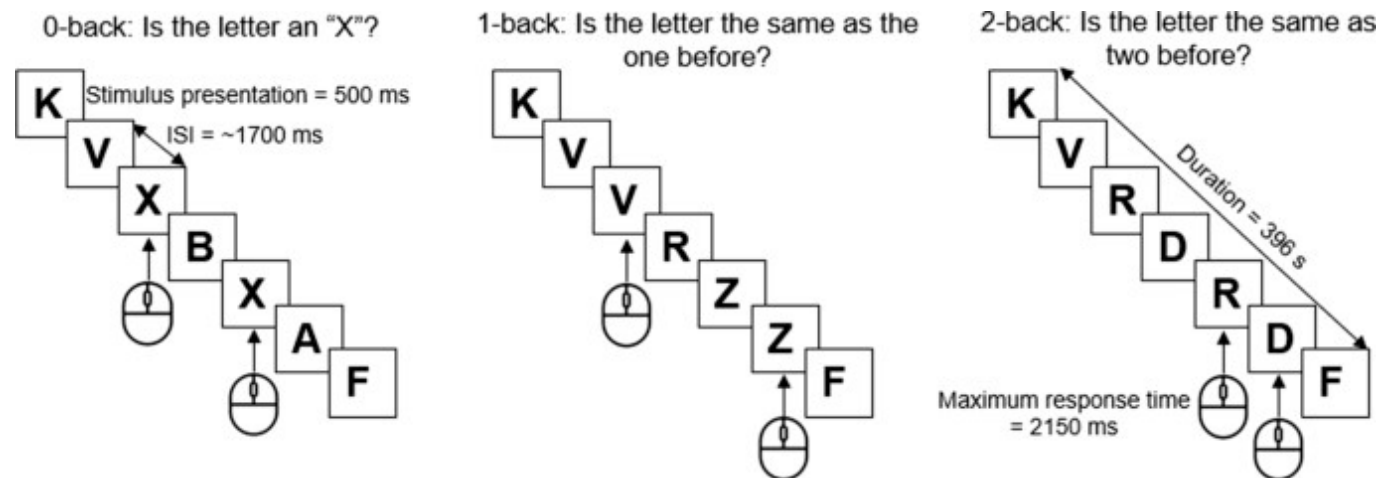 0-back: Is the letter an “X”?
K
Stimulus presentation = 500 ms
ISI = ~1700 ms
V
X
B
X
A
F
1-back: Is the letter the same as the
one before?
K
V
V
R
Z
Z
F
2-back: Is the letter the same as
two before?
K
V
R
D
R
D
F
Duration = 396 s
Maximum response time
= 2150 ms